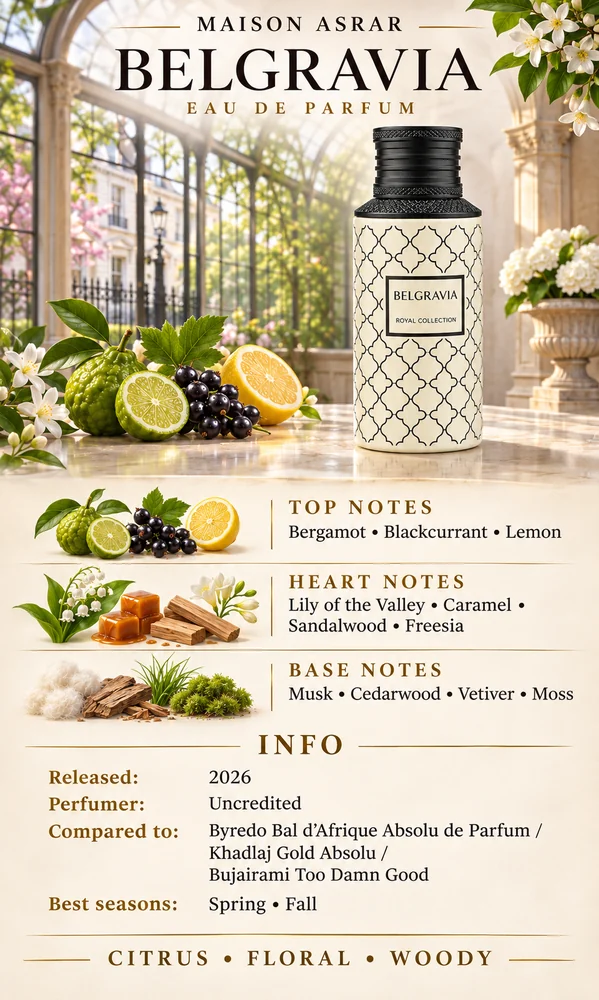 MAISON ASRAR
BELGRAVIA
EAU DE PARFUM
BELGRAVIA
ROYAL COLLECTION
TOP NOTES
Bergamot • Blackcurrant • Lemon
HEART NOTES
Lily of the Valley • Caramel •
Sandalwood • Freesia
BASE NOTES
Musk • Cedarwood • Vetiver • Moss
INFO
Released: 2026
Perfumer: Uncredited
Compared to: Byredo Bal d’Afrique Absolu de Parfum /
Khadlaj Gold Absolu /
Bujairami Too Damn Good
Best seasons: Spring • Fall
CITRUS • FLORAL • WOODY